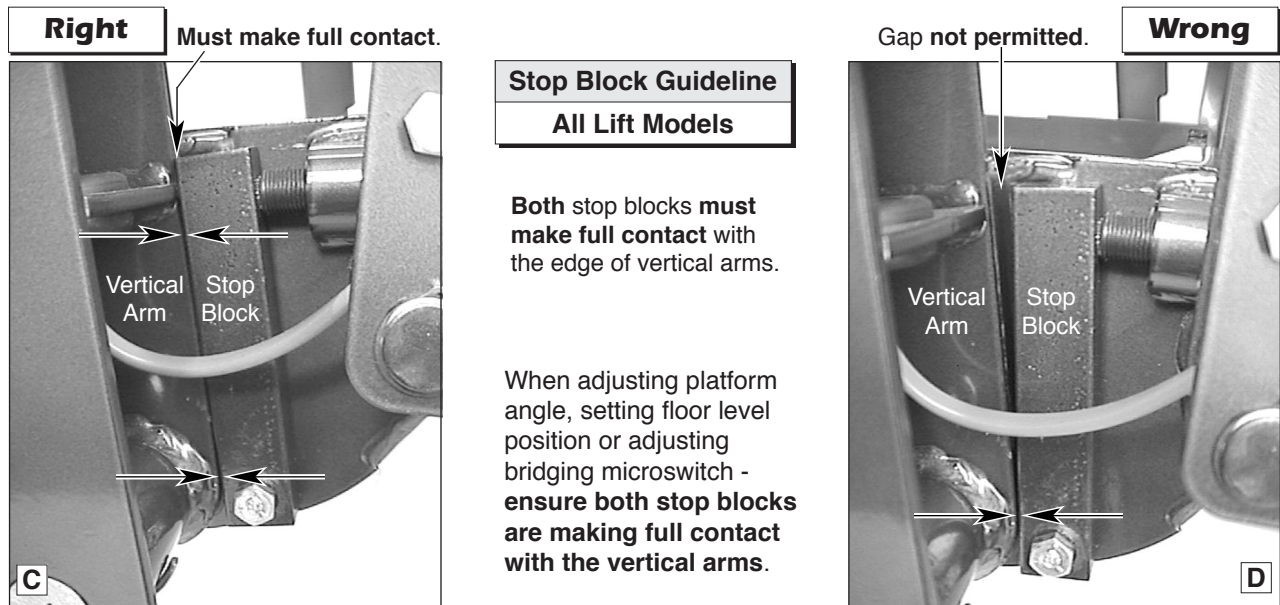 Right
Must make full contact.
Vertical
Arm
Stop
Block
C
Stop Block Guideline
All Lift Models
Both stop blocks must
make full contact with
the edge of vertical arms.
When adjusting platform
angle, setting floor level
position or adjusting
bridging microswitch -
ensure both stop blocks
are making full contact
with the vertical arms.
Gap not permitted.
Wrong
Vertical
Arm
Stop
Block
D